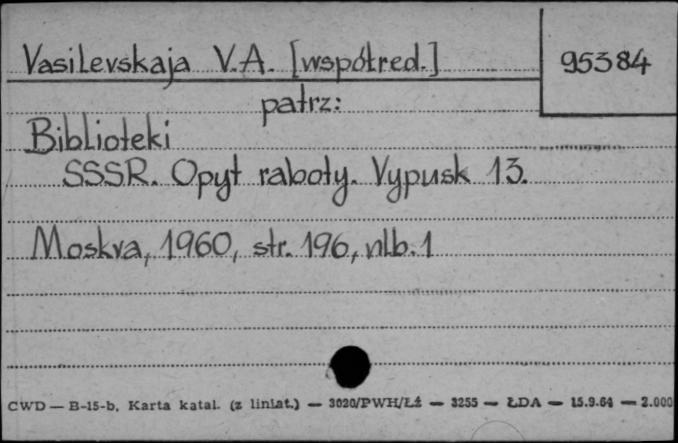 Vasilevskaja V.A. [współred.] 95384
patrz:
Biblioteki
SSSR. Opyt raboty. Vypusk 13.
Moskva, 1960, str. 196, nlb. 1
CWD — B-15-b. Karta katal. (z liniat.) — 3020/PWH/Łź — 3255 — ŁDA — 15.9.64 — 2.000